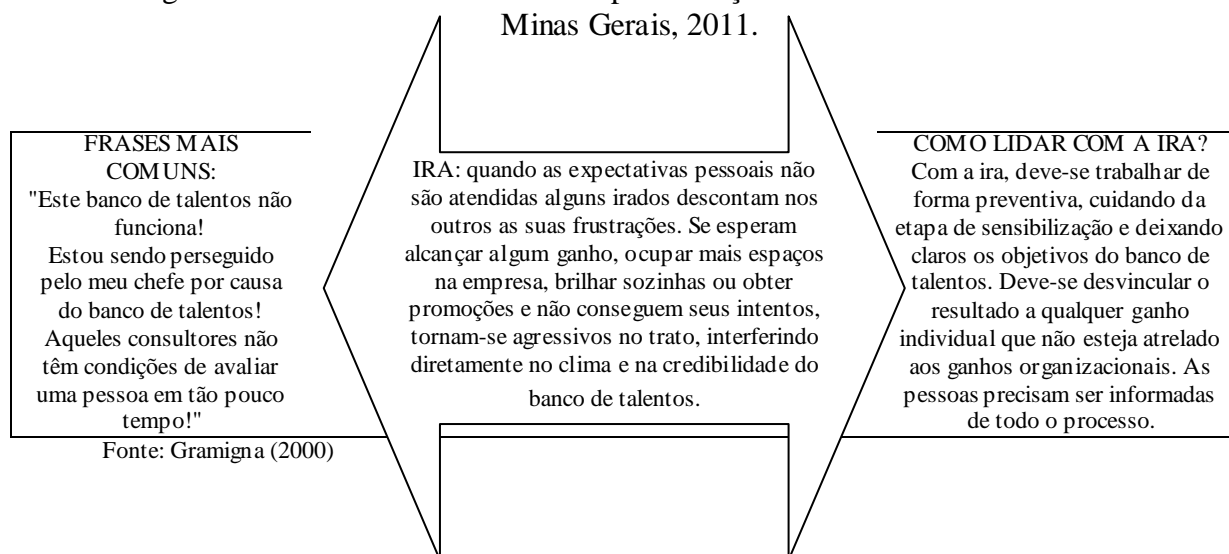 Minas Gerais, 2011.
FRASES MAIS
COMUNS:
"Este banco de talentos não
funciona!
Estou sendo perseguido
pelo meu chefe por causa
do banco de talentos!
Aqueles consultores não
têm condições de avaliar
uma pessoa em tão pouco
tempo!"
IRA: quando as expectativas pessoais não
são atendidas alguns irados descontam nos
outros as suas frustrações. Se esperam
alcançar algum ganho, ocupar mais espaços
na empresa, brilhar sozinhas ou obter
promoções e não conseguem seus intentos,
tornam-se agressivos no trato, interferindo
diretamente no clima e na credibilidade do
banco de talentos.
COMO LIDAR COM A IRA?
Com a ira, deve-se trabalhar de
forma preventiva, cuidando da
etapa de sensibilização e deixando
claros os objetivos do banco de
talentos. Deve-se desvincular o
resultado a qualquer ganho
individual que não esteja atrelado
aos ganhos organizacionais. As
pessoas precisam ser informadas
de todo o processo.
Fonte: Gramigna (2000)